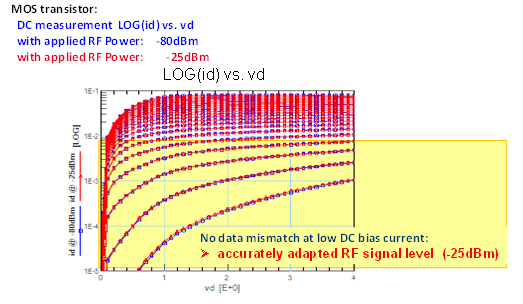 MOS transistor:
DC measurement LOG(id) vs. vd
with applied RF Power: -80dBm
with applied RF Power: -25dBm
LOG(id) vs. vd
1E-1
1E-2
1E-3
1E-4
1E-5
id @ -80dBm id @ -25dBm [LOG]
0 1 2 3 4
vd [E+0]
No data mismatch at low DC bias current:
➢ accurately adapted RF signal level (-25dBm)